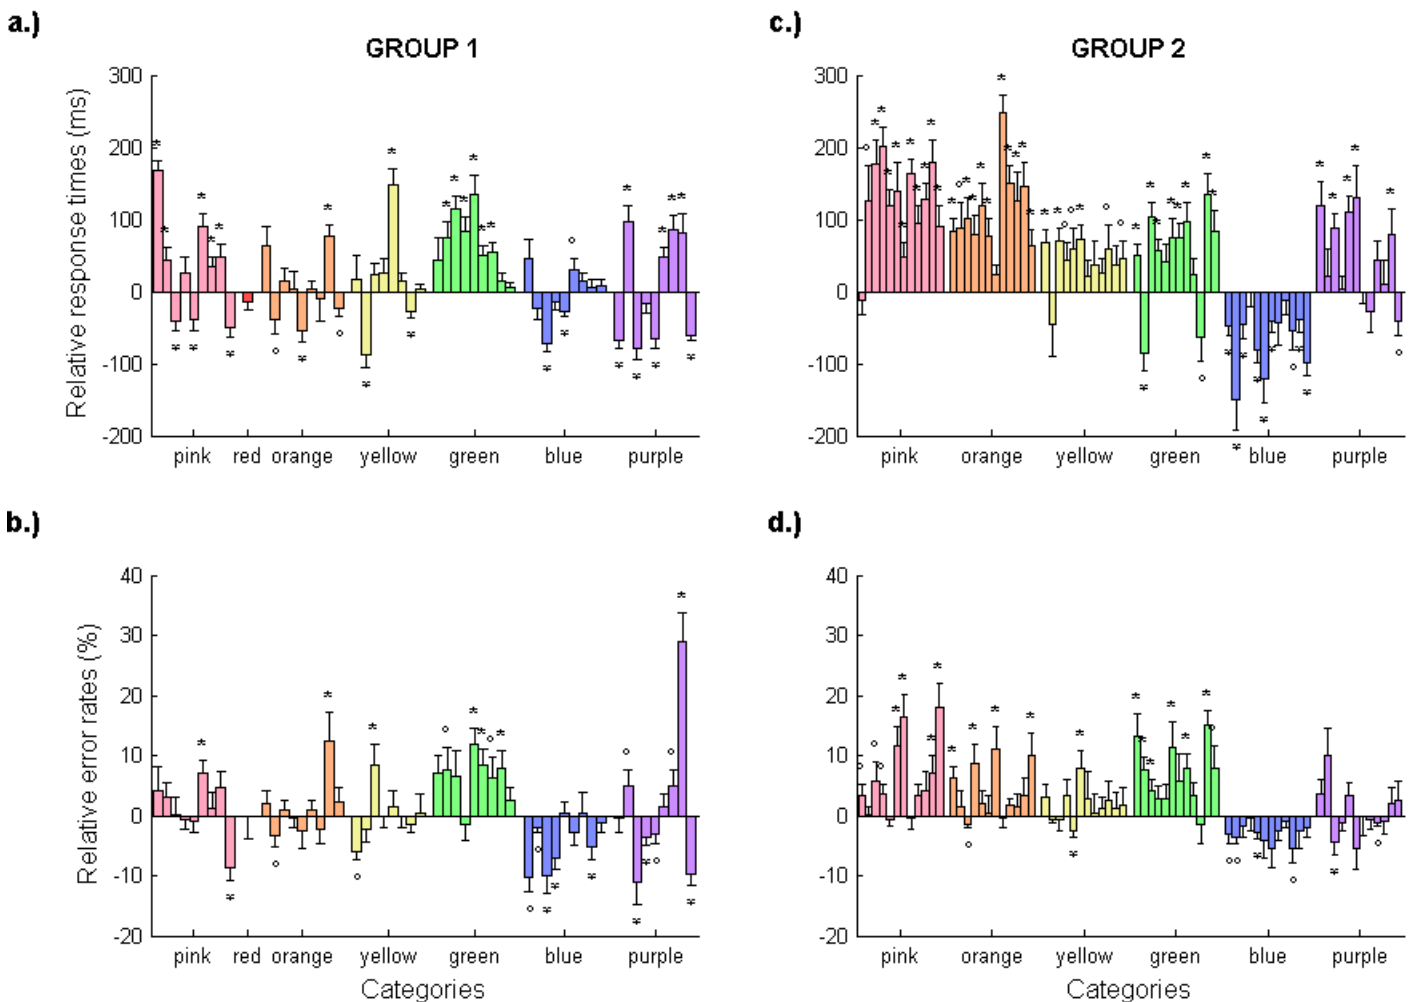 a.)
GROUP 1
Relative response times (ms)
300
200
100
0
-100
-200
pink red orange yellow green blue purple
c.)
GROUP 2
300
200
100
0
-100
-200
pink orange yellow green blue purple
b.)
Relative error rates (%)
40
30
20
10
0
-10
-20
pink red orange yellow green blue purple
Categories
d.)
40
30
20
10
0
-10
-20
pink orange yellow green blue purple
Categories